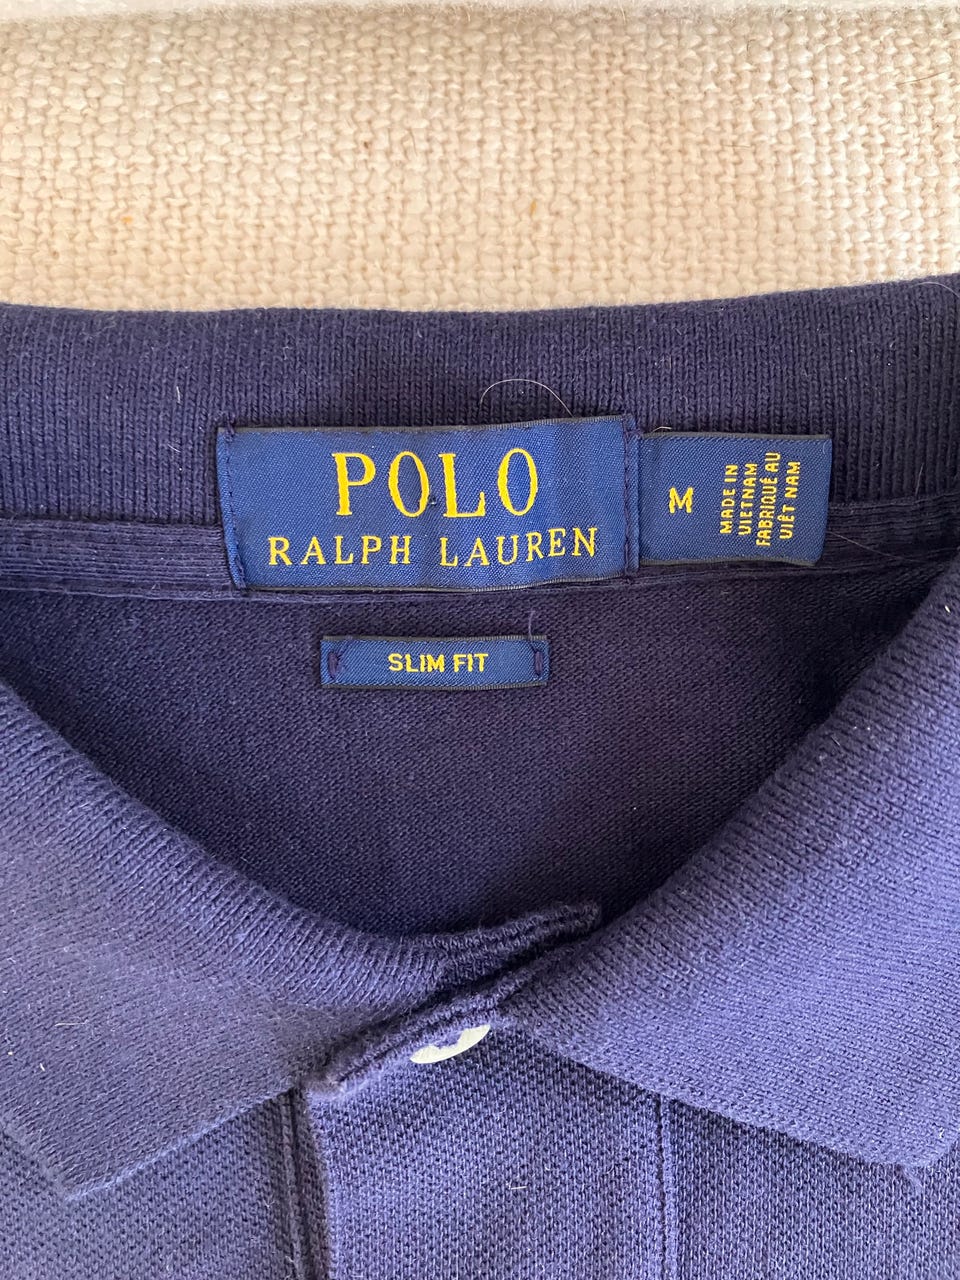 POLO
RALPH LAUREN
M
MADE IN
VIETNAM
FABRIQUÉ AU
VIÊT NAM
SLIM FIT